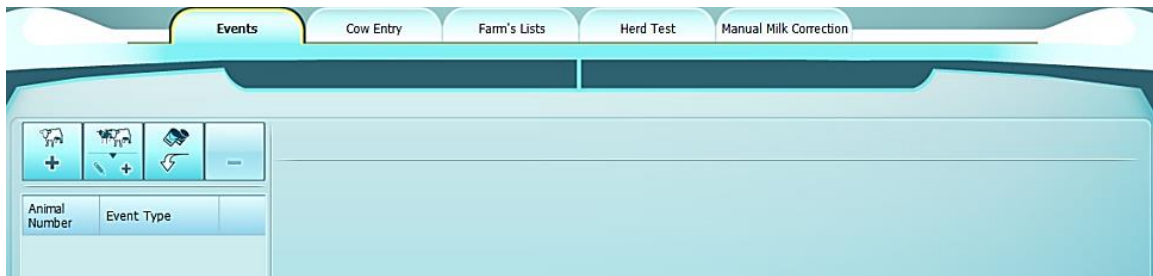 Events Cow Entry Farm's Lists Herd Test Manual Milk Correction
Animal Number Event Type